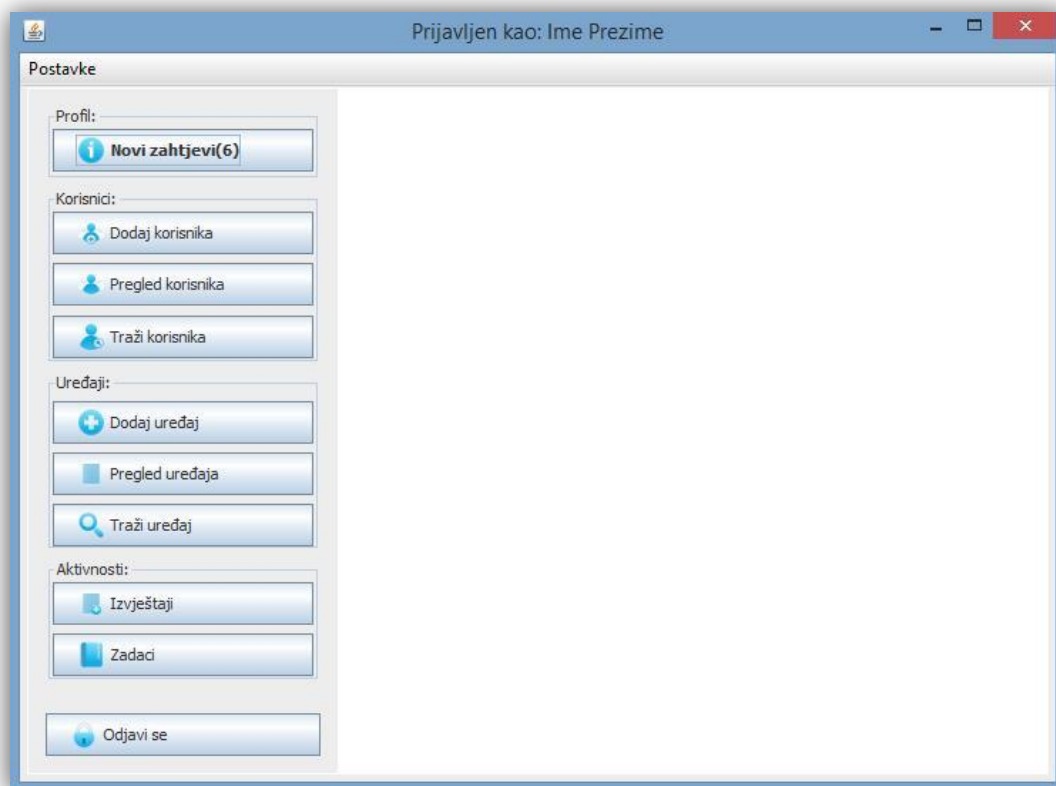 Prijavljen kao: Ime Prezime
Postavke
Profil:
Novi zahtjevi(6)
Korisnici:
Dodaj korisnika
Pregled korisnika
Traži korisnika
Uređaji:
Dodaj uređaj
Pregled uređaja
Traži uređaj
Aktivnosti:
Izvještaji
Zadaci
Odjavi se